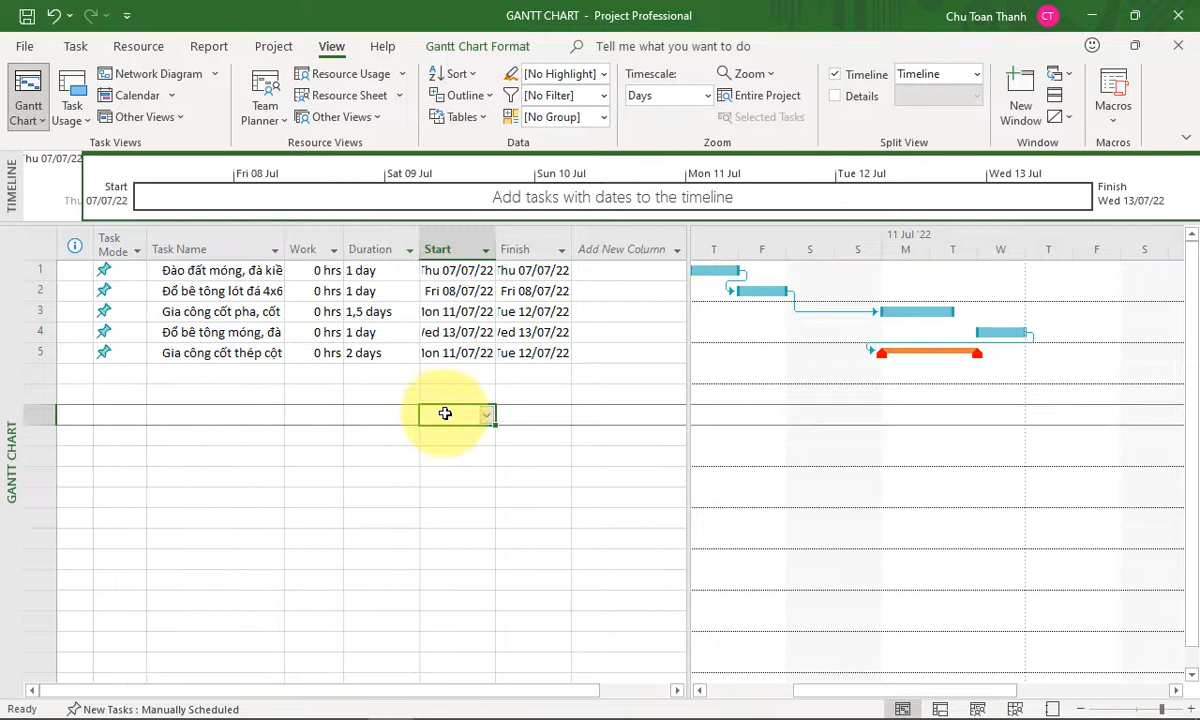 GANTT CHART - Project Professional
Chu Toan Thanh CT
File Task Resource Report Project View Help Gantt Chart Format Tell me what you want to do
Gantt Chart
Task Usage
Network Diagram
Calendar
Other Views
Task Views
Team Planner
Resource Usage
Resource Sheet
Other Views
Resource Views
Sort
Outline
Tables
[No Highlight]
[No Filter]
[No Group]
Data
Timescale:
Days
Zoom
Entire Project
Selected Tasks
Zoom
Timeline
Timeline
Details
Split View
New Window
Window
Macros
Macros
TIMELINE
Thu 07/07/22
Fri 08 Jul
Sat 09 Jul
Sun 10 Jul
Mon 11 Jul
Tue 12 Jul
Wed 13 Jul
Start
Thu 07/07/22
Add tasks with dates to the timeline
Finish
Wed 13/07/22
GANTT CHART
Task Mode Task Name Work Duration Start Finish Add New Column
11 Jul '22
T F S S M T W T F S
1 Đào đất móng, đà kiề 0 hrs 1 day Thu 07/07/22 Thu 07/07/22
2 Đổ bê tông lót đá 4x6 0 hrs 1 day Fri 08/07/22 Fri 08/07/22
3 Gia công cốt pha, cốt 0 hrs 1,5 days Mon 11/07/22 Tue 12/07/22
4 Đổ bê tông móng, đà 0 hrs 1 day Wed 13/07/22 Wed 13/07/22
5 Gia công cốt thép cột 0 hrs 2 days Mon 11/07/22 Tue 12/07/22
Ready New Tasks : Manually Scheduled